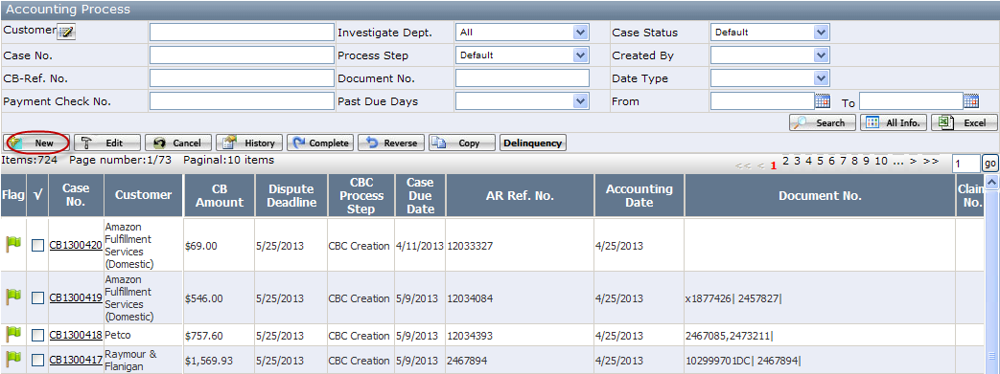 Accounting Process
Customer Investigate Dept. All Case Status Default
Case No. Process Step Default Created By
CB-Ref. No. Document No. Date Type
Payment Check No. Past Due Days From To
Search All Info. Excel
New Edit Cancel History Complete Reverse Copy Delinquency
Items:724 Page number:1/73 Paginal:10 items << < 1 2 3 4 5 6 7 8 9 10 ... > >> 1 go
Flag √ Case No. Customer CB Amount Dispute Deadline CBC Process Step Case Due Date AR Ref. No. Accounting Date Document No. Claim No.
CB1300420 Amazon Fulfillment Services (Domestic) $69.00 5/25/2013 CBC Creation 4/11/2013 12033327 4/25/2013
CB1300419 Amazon Fulfillment Services (Domestic) $546.00 5/25/2013 CBC Creation 5/9/2013 12034084 4/25/2013 x1877426| 2457827|
CB1300418 Petco $757.60 5/25/2013 CBC Creation 5/9/2013 12034393 4/25/2013 2467085,2473211|
CB1300417 Raymour & Flanigan $1,569.93 5/25/2013 CBC Creation 5/9/2013 2467894 4/25/2013 102999701DC| 2467894|